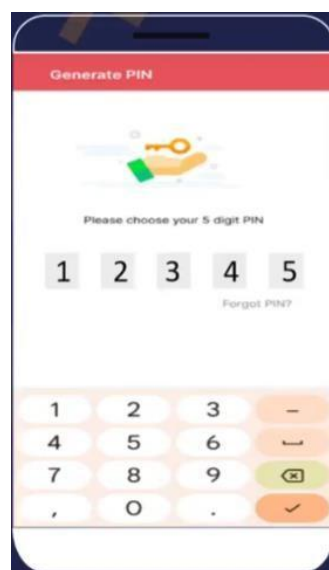 Generate PIN
Please choose your 5 digit PIN
1 2 3 4 5
Forgot PIN?
1 2 3 -
4 5 6
7 8 9
, 0 .